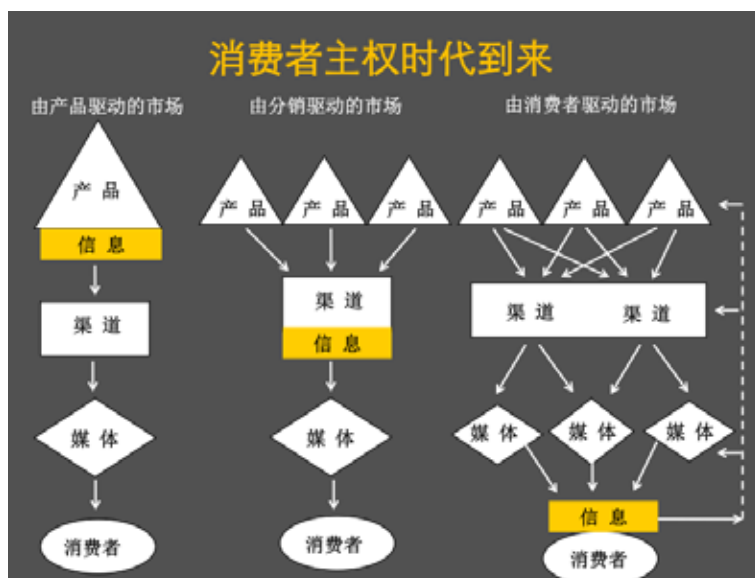 消费者主权时代到来
由产品驱动的市场
由分销驱动的市场
由消费者驱动的市场
产 品
信 息
渠 道
媒 体
消费者
产 品
产 品
产 品
渠 道
信 息
媒 体
消费者
产 品
产 品
产 品
渠 道
渠 道
媒 体
媒 体
媒 体
信 息
消费者